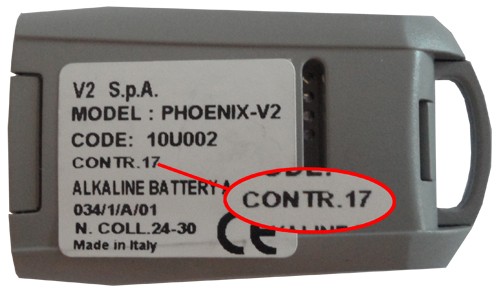 V2 S.p.A.
MODEL : PHOENIX-V2
CODE: 10U002
CONTR.17
ALKALINE BATTERY A
034/1/A/01
N. COLL.24-30
Made in Italy
CE
CONTR.17